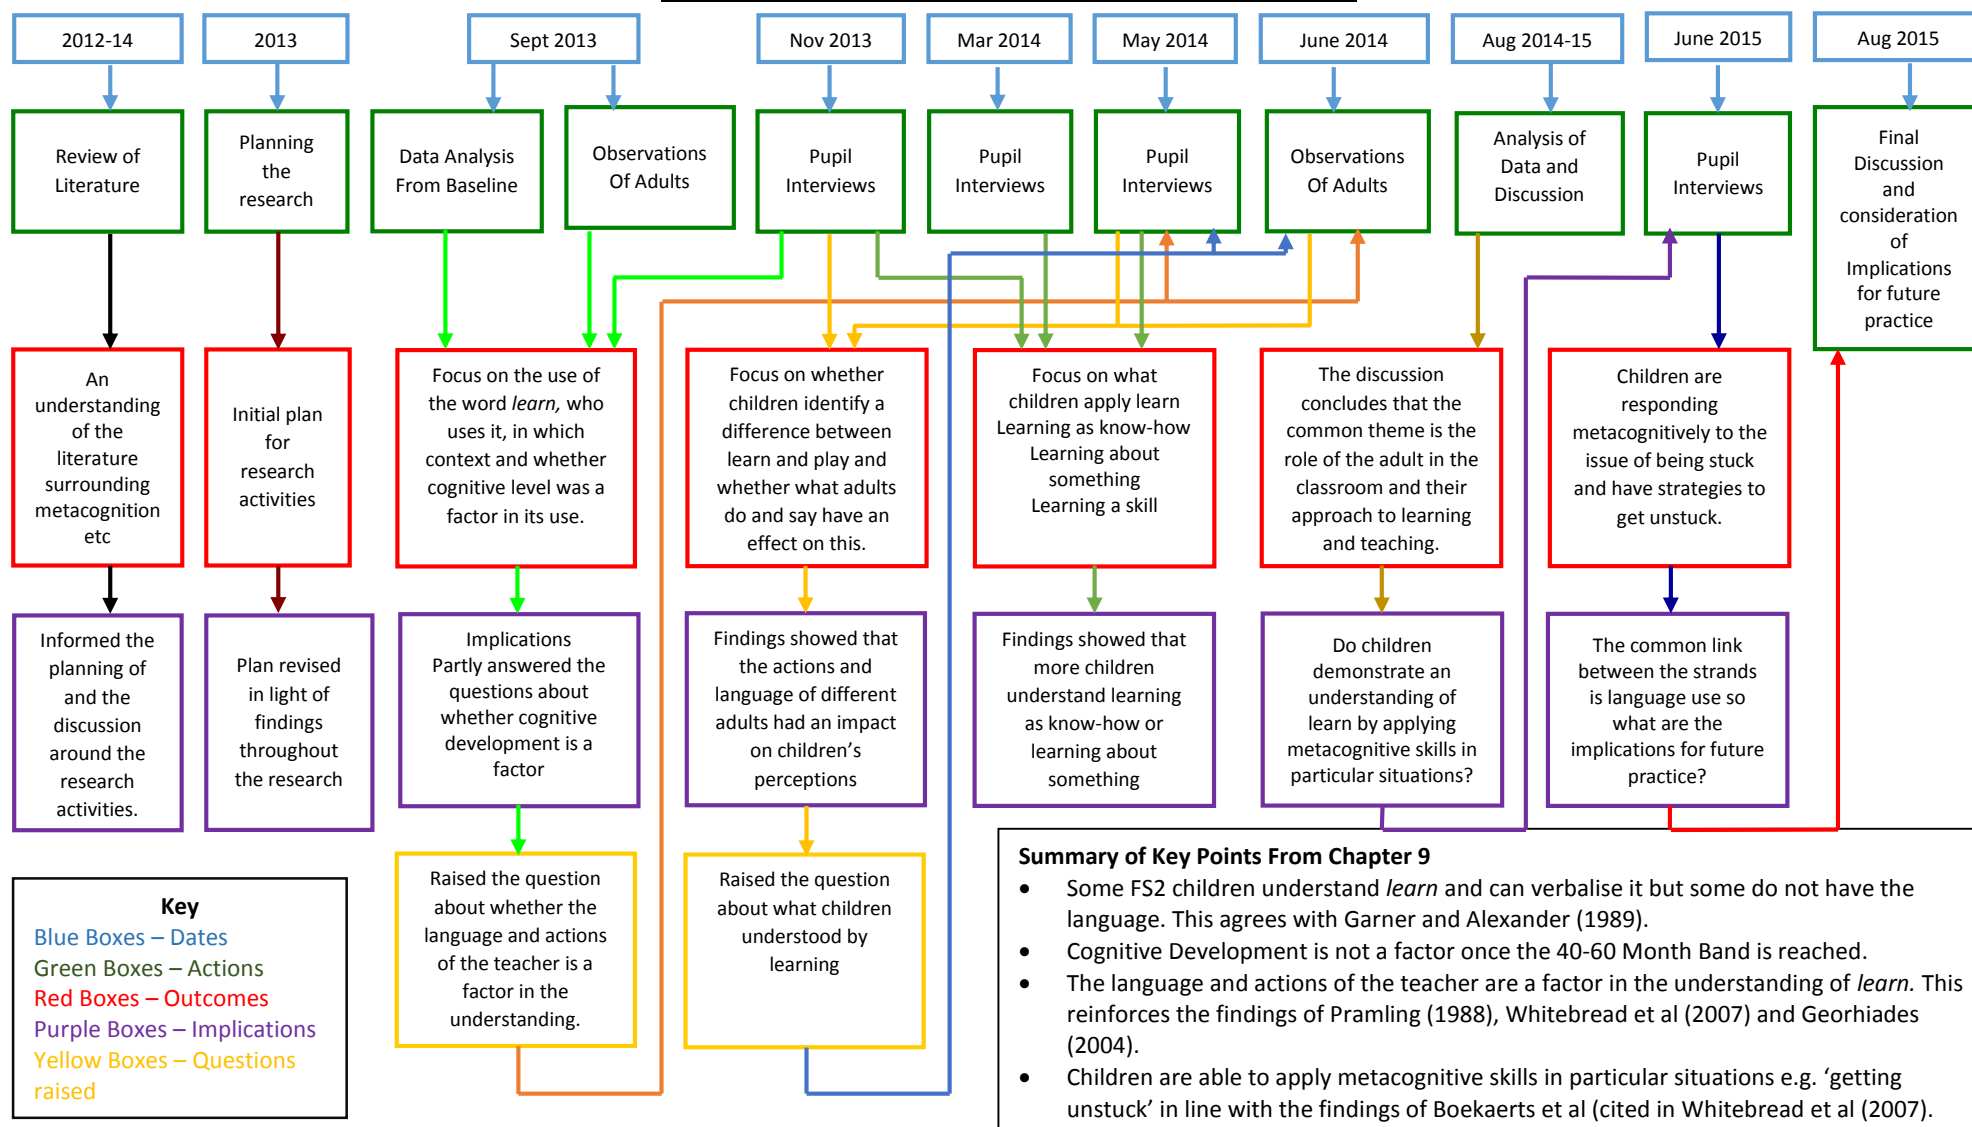 2012-14
2013
Sept 2013
Nov 2013
Mar 2014
May 2014
June 2014
Aug 2014-15
June 2015
Aug 2015
Review of
Literature
Planning
the
research
Data Analysis
From Baseline
Observations
Of Adults
Pupil
Interviews
Pupil
Interviews
Pupil
Interviews
Observations
Of Adults
Analysis of
Data and
Discussion
Pupil
Interviews
Final
Discussion
and
consideration
of
Implications
for future
practice
An
understanding
of the
literature
surrounding
metacognition
etc
Initial plan
for
research
activities
Focus on the use of
the word learn, who
uses it, in which
context and whether
cognitive level was a
factor in its use.
Focus on whether
children identify a
difference between
learn and play and
whether what adults
do and say have an
effect on this.
Focus on what
children apply learn
Learning as know-how
Learning about
something
Learning a skill
The discussion
concludes that the
common theme is the
role of the adult in the
classroom and their
approach to learning
and teaching.
Children are
responding
metacognitively to the
issue of being stuck
and have strategies to
get unstuck.
Informed the
planning of
and the
discussion
around the
research
activities.
Plan revised
in light of
findings
throughout
the research
Implications
Partly answered the
questions about
whether cognitive
development is a
factor
Findings showed that
the actions and
language of different
adults had an impact
on children’s
perceptions
Findings showed that
more children
understand learning
as know-how or
learning about
something
Do children
demonstrate an
understanding of
learn by applying
metacognitive skills in
particular situations?
The common link
between the strands
is language use so
what are the
implications for future
practice?
Raised the question
about whether the
language and actions
of the teacher is a
factor in the
understanding.
Raised the question
about what children
understood by
learning
Key
Blue Boxes – Dates
Green Boxes – Actions
Red Boxes – Outcomes
Purple Boxes – Implications
Yellow Boxes – Questions
raised
Summary of Key Points From Chapter 9
• Some FS2 children understand learn and can verbalise it but some do not have the
language. This agrees with Garner and Alexander (1989).
• Cognitive Development is not a factor once the 40-60 Month Band is reached.
• The language and actions of the teacher are a factor in the understanding of learn. This
reinforces the findings of Pramling (1988), Whitebread et al (2007) and Georhiades
(2004).
• Children are able to apply metacognitive skills in particular situations e.g. ‘getting
unstuck’ in line with the findings of Boekaerts et al (cited in Whitebread et al (2007).